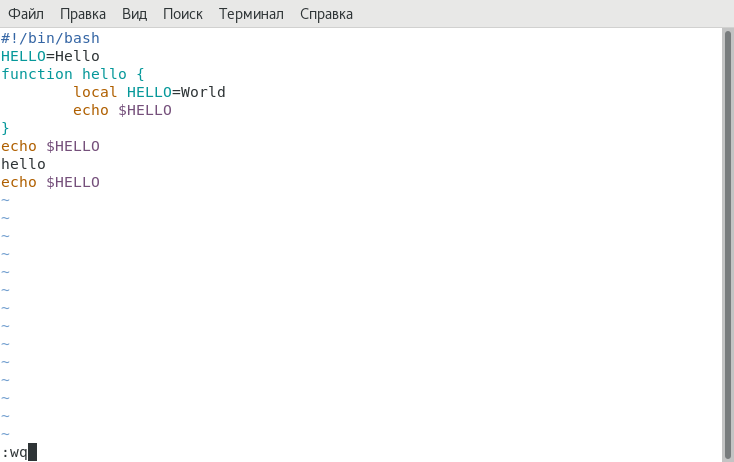 Файл Правка Вид Поиск Терминал Справка
#!/bin/bash
HELLO=Hello
function hello {
        local HELLO=World
        echo $HELLO
}
echo $HELLO
hello
echo $HELLO
~
~
~
~
~
~
~
~
~
~
~
~
~
~
:wq